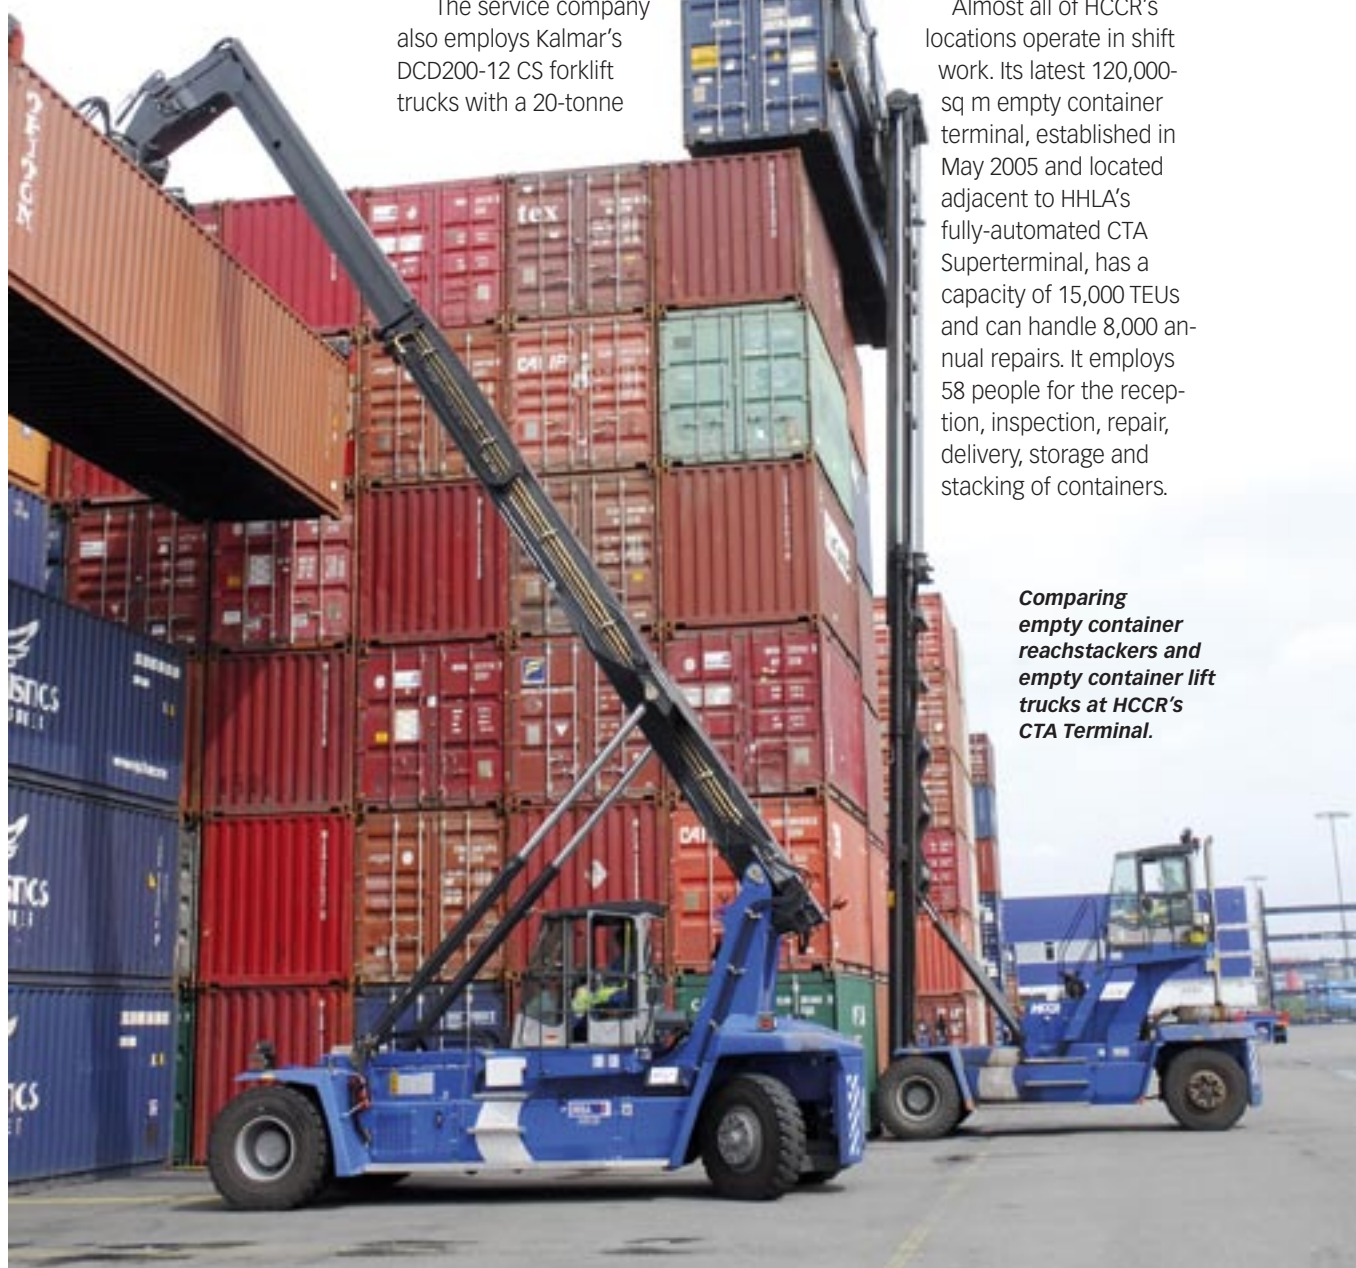 The service company
also employs Kalmar's
DCD200-12 CS forklift
trucks with a 20-tonne
Almost all of HCCR's
locations operate in shift
work. Its latest 120,000-
sq m empty container
terminal, established in
May 2005 and located
adjacent to HHLA's
fully-automated CTA
Superterminal, has a
capacity of 15,000 TEUs
and can handle 8,000 an-
nual repairs. It employs
58 people for the recep-
tion, inspection, repair,
delivery, storage and
stacking of containers.
Comparing
empty container
reachstackers and
empty container lift
trucks at HCCR's
CTA Terminal.
tex